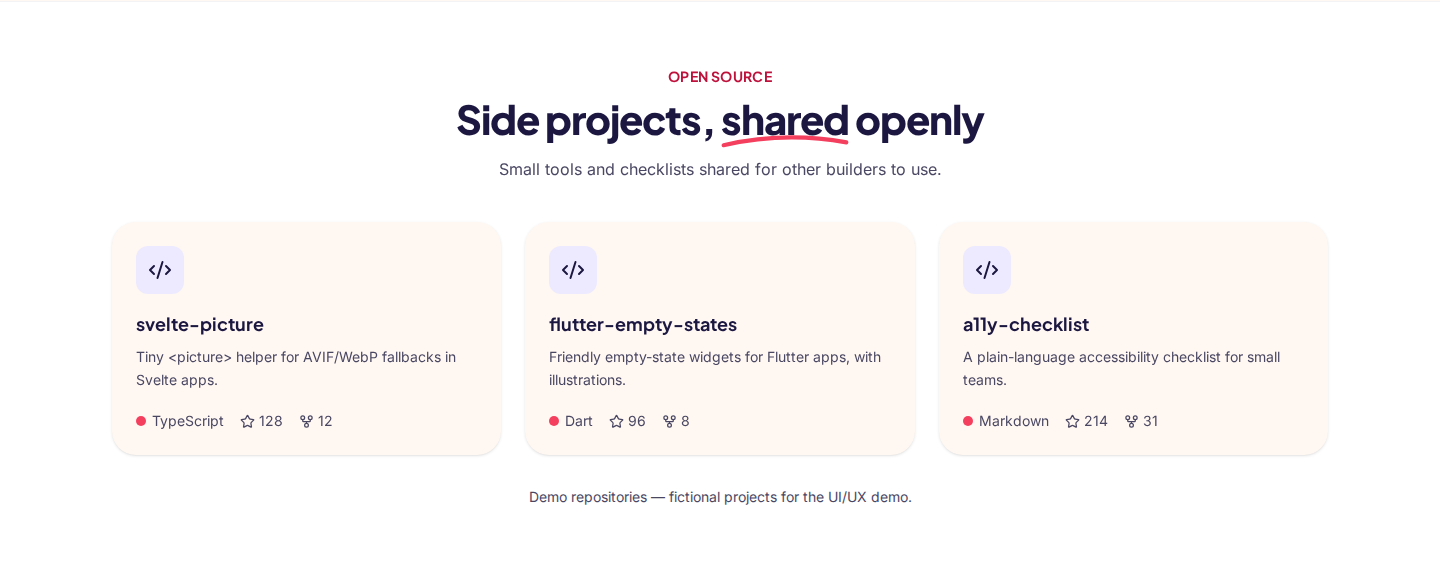 OPEN SOURCE
Side projects, shared openly
Small tools and checklists shared for other builders to use.
svelte-picture
Tiny <picture> helper for AVIF/WebP fallbacks in
Svelte apps.
TypeScript 128 12
flutter-empty-states
Friendly empty-state widgets for Flutter apps, with
illustrations.
Dart 96 8
a11y-checklist
A plain-language accessibility checklist for small
teams.
Markdown 214 31
Demo repositories — fictional projects for the UI/UX demo.